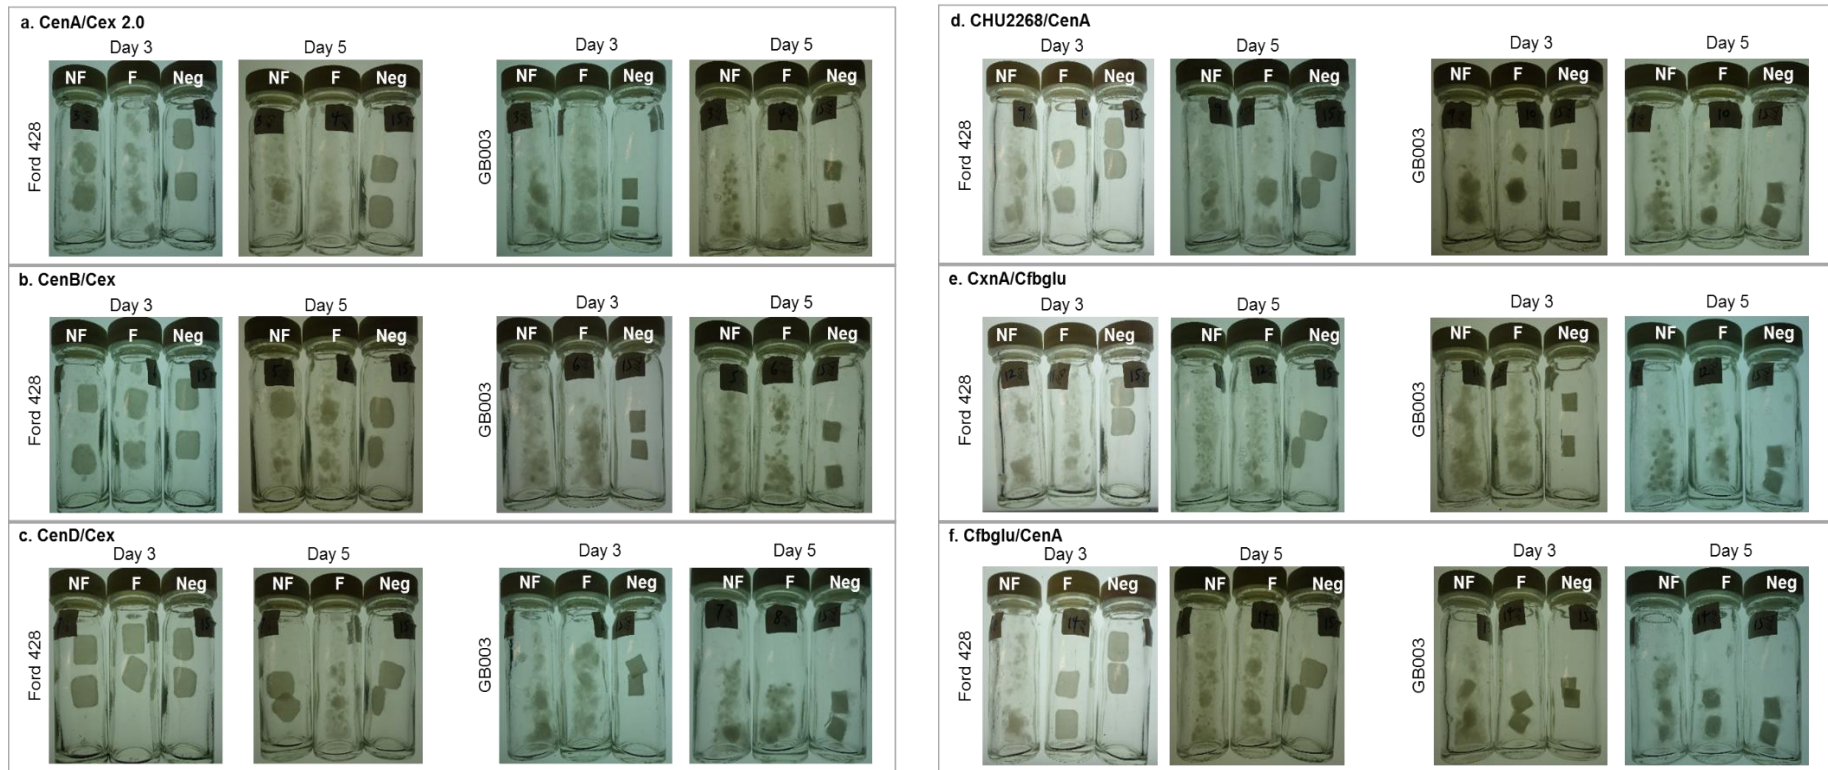 a. CenA/Cex 2.0
Day 3
Day 5
Day 3
Day 5
NF F Neg
NF F Neg
NF F Neg
NF F Neg
Ford 428
GB003
b. CenB/Cex
Day 3
Day 5
Day 3
Day 5
NF F Neg
NF F Neg
NF F Neg
NF F Neg
Ford 428
GB003
c. CenD/Cex
Day 3
Day 5
Day 3
Day 5
NF F Neg
NF F Neg
NF F Neg
NF F Neg
Ford 428
GB003
d. CHU2268/CenA
Day 3
Day 5
Day 3
Day 5
NF F Neg
NF F Neg
NF F Neg
NF F Neg
Ford 428
GB003
e. CxnA/Cfbglu
Day 3
Day 5
Day 3
Day 5
NF F Neg
NF F Neg
NF F Neg
NF F Neg
Ford 428
GB003
f. Cfbglu/CenA
Day 3
Day 5
Day 3
Day 5
NF F Neg
NF F Neg
NF F Neg
NF F Neg
Ford 428
GB003